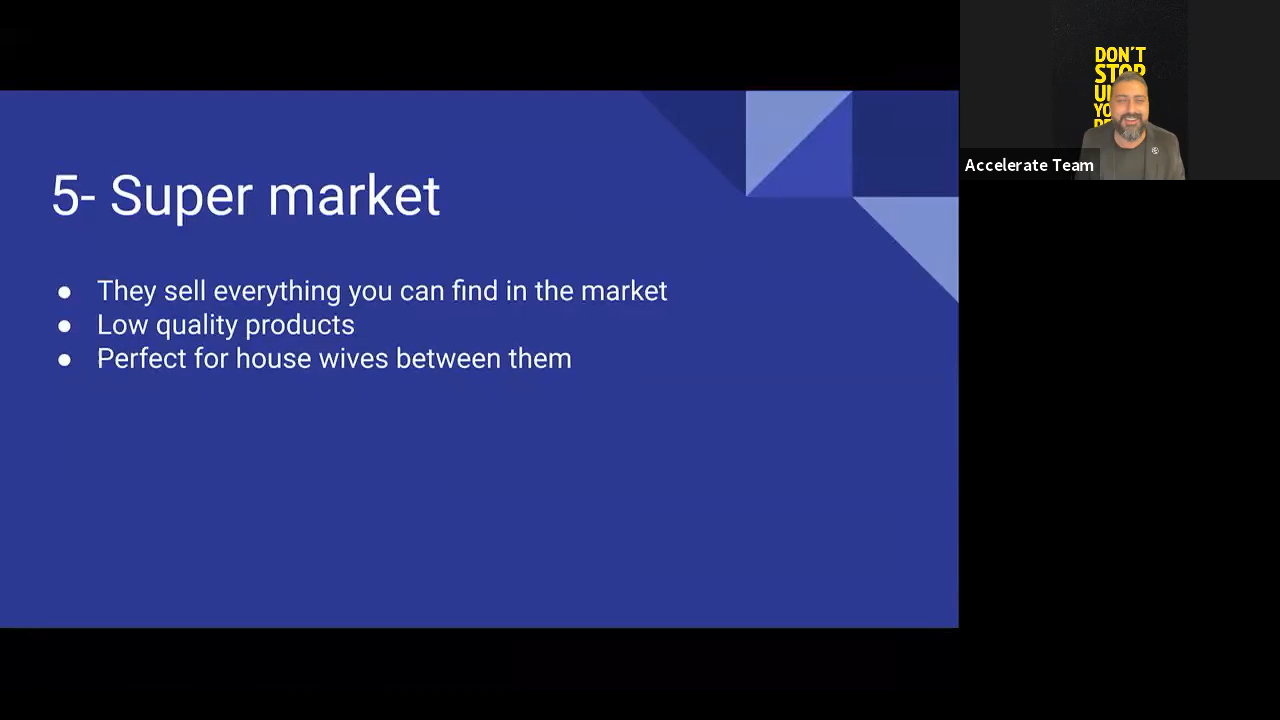 5- Super market
● They sell everything you can find in the market
● Low quality products
● Perfect for house wives between them
DON'T
STOP
Accelerate Team